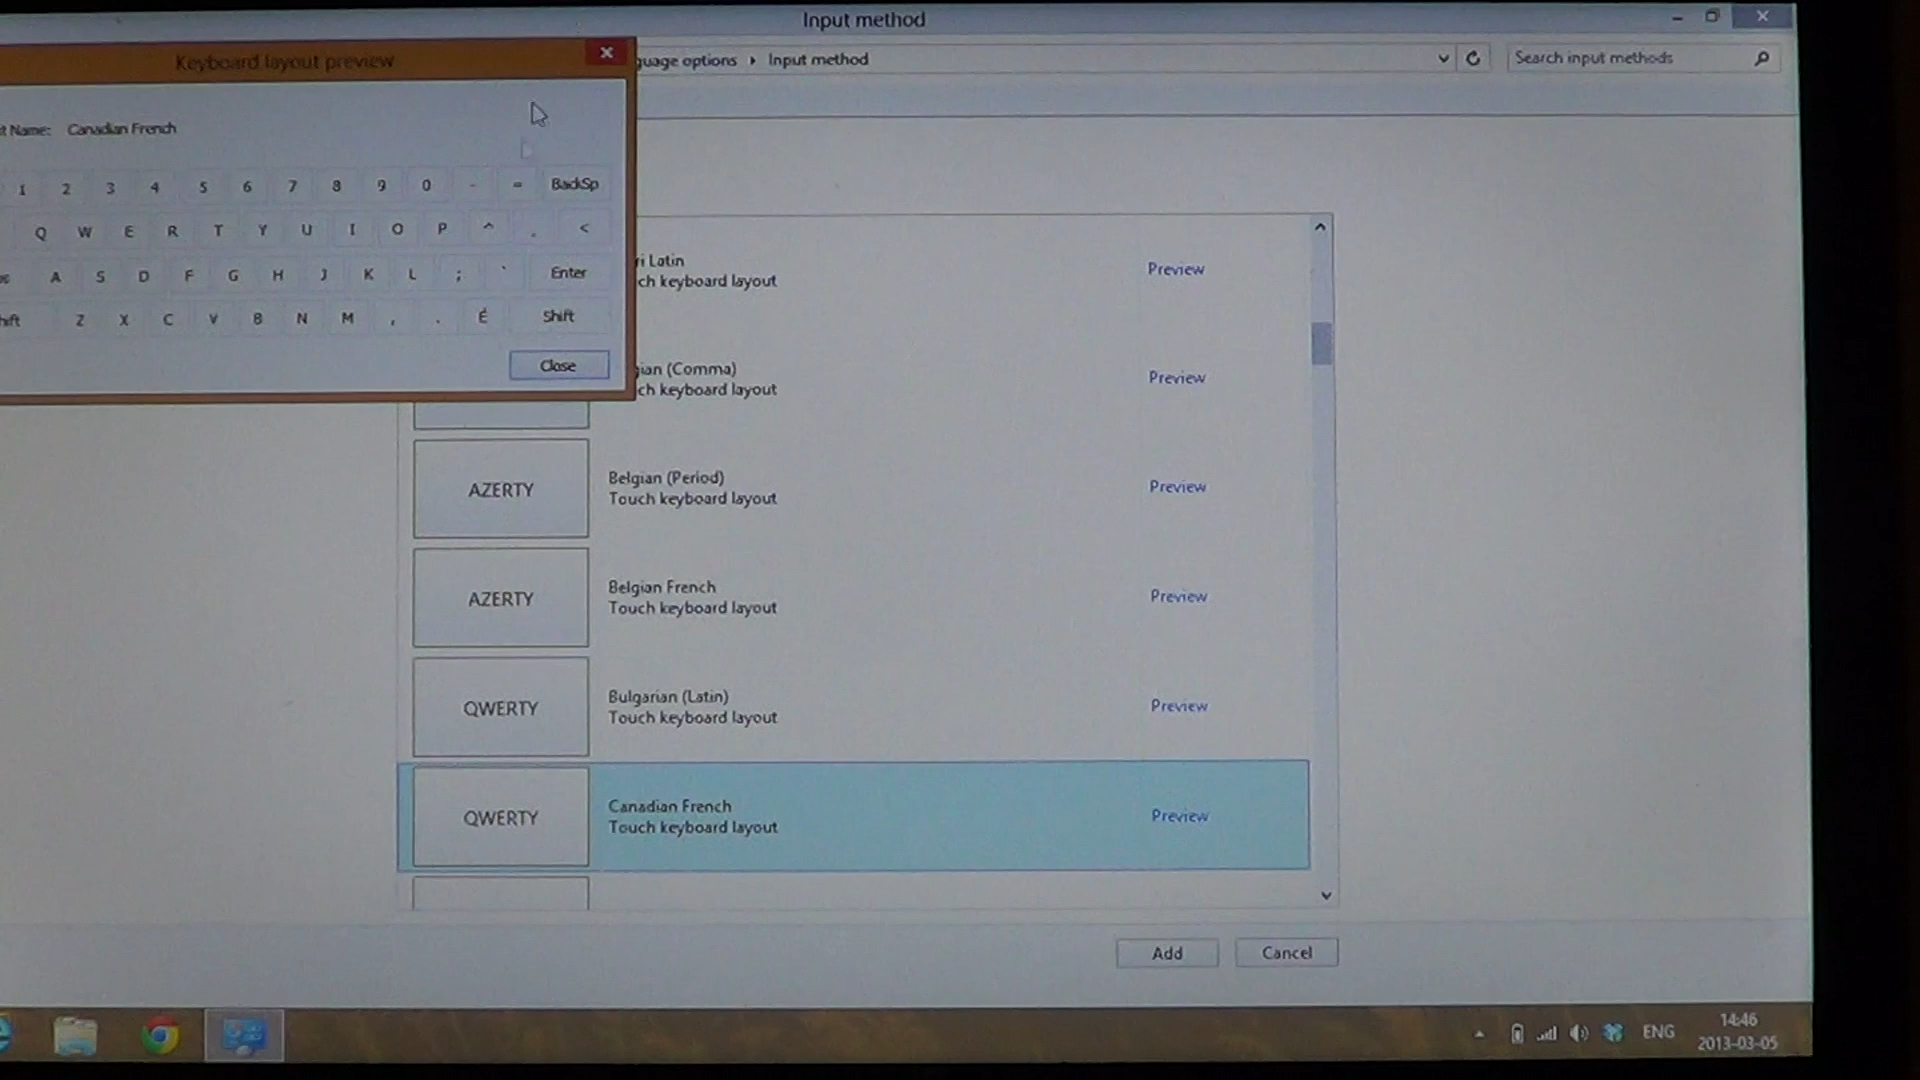 Input method
Keyboard layout preview
guage options ▸ Input method
Search input methods
t Name: Canadian French
1 2 3 4 5 6 7 8 9 0 - = BackSp
Q W E R T Y U I O P ^ <
A S D F G H J K L ; ` Enter
hift Z X C V B N M , . É Shift
Close
ri Latin
ch keyboard layout
Preview
gian (Comma)
ch keyboard layout
Preview
AZERTY
Belgian (Period)
Touch keyboard layout
Preview
AZERTY
Belgian French
Touch keyboard layout
Preview
QWERTY
Bulgarian (Latin)
Touch keyboard layout
Preview
QWERTY
Canadian French
Touch keyboard layout
Preview
Add Cancel
ENG
14:46
2013-03-05